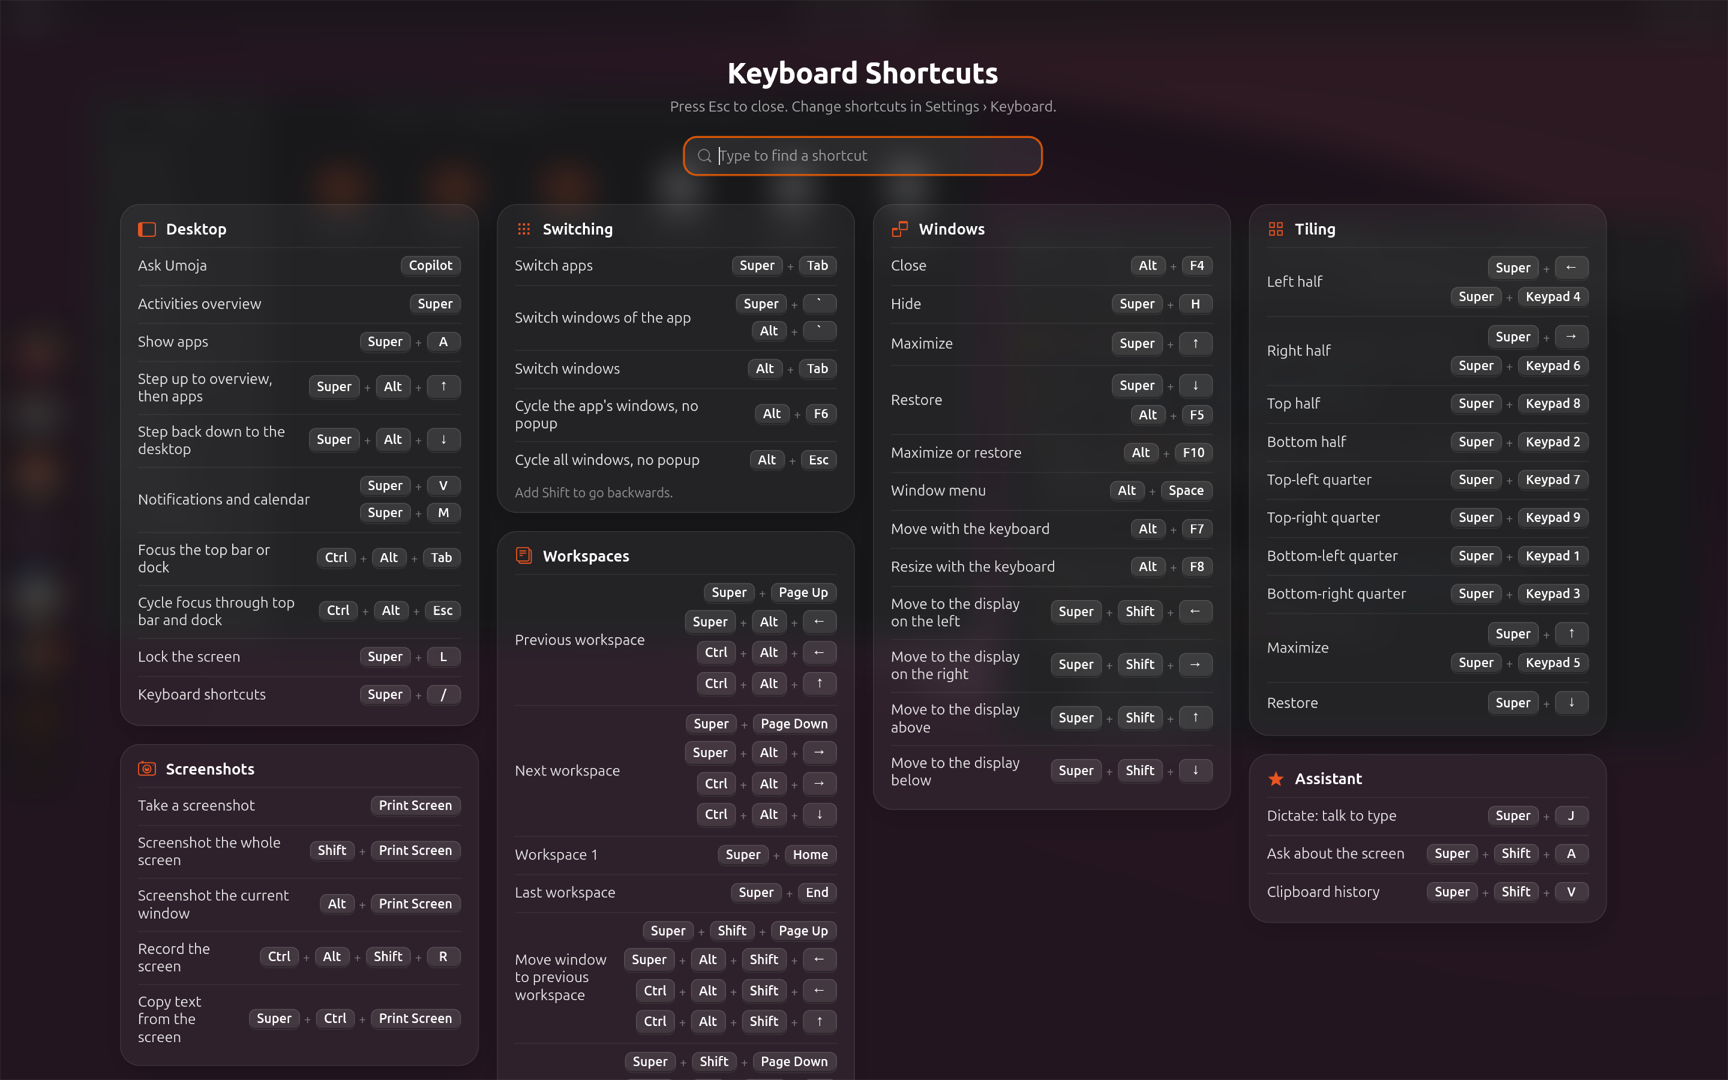 Keyboard Shortcuts
Press Esc to close. Change shortcuts in Settings › Keyboard.
Type to find a shortcut
Desktop
Ask Umoja Copilot
Activities overview Super
Show apps Super + A
Step up to overview,
then apps Super + Alt + ↑
Step back down to the
desktop Super + Alt + ↓
Notifications and calendar Super + V
Super + M
Focus the top bar or
dock Ctrl + Alt + Tab
Cycle focus through top
bar and dock Ctrl + Alt + Esc
Lock the screen Super + L
Keyboard shortcuts Super + /
Screenshots
Take a screenshot Print Screen
Screenshot the whole
screen Shift + Print Screen
Screenshot the current
window Alt + Print Screen
Record the
screen Ctrl + Alt + Shift + R
Copy text
from the
screen Super + Ctrl + Print Screen
Switching
Switch apps Super + Tab
Switch windows of the app Super + `
Alt + `
Switch windows Alt + Tab
Cycle the app's windows, no
popup Alt + F6
Cycle all windows, no popup Alt + Esc
Add Shift to go backwards.
Workspaces
Previous workspace Super + Page Up
Super + Alt + ←
Ctrl + Alt + ←
Ctrl + Alt + ↑
Next workspace Super + Page Down
Super + Alt + →
Ctrl + Alt + →
Ctrl + Alt + ↓
Workspace 1 Super + Home
Last workspace Super + End
Move window
to previous
workspace Super + Shift + Page Up
Super + Alt + Shift + ←
Ctrl + Alt + Shift + ←
Ctrl + Alt + Shift + ↑
Super + Shift + Page Down
Windows
Close Alt + F4
Hide Super + H
Maximize Super + ↑
Restore Super + ↓
Alt + F5
Maximize or restore Alt + F10
Window menu Alt + Space
Move with the keyboard Alt + F7
Resize with the keyboard Alt + F8
Move to the display
on the left Super + Shift + ←
Move to the display
on the right Super + Shift + →
Move to the display
above Super + Shift + ↑
Move to the display
below Super + Shift + ↓
Tiling
Left half Super + ←
Super + Keypad 4
Right half Super + →
Super + Keypad 6
Top half Super + Keypad 8
Bottom half Super + Keypad 2
Top-left quarter Super + Keypad 7
Top-right quarter Super + Keypad 9
Bottom-left quarter Super + Keypad 1
Bottom-right quarter Super + Keypad 3
Maximize Super + ↑
Super + Keypad 5
Restore Super + ↓
Assistant
Dictate: talk to type Super + J
Ask about the screen Super + Shift + A
Clipboard history Super + Shift + V